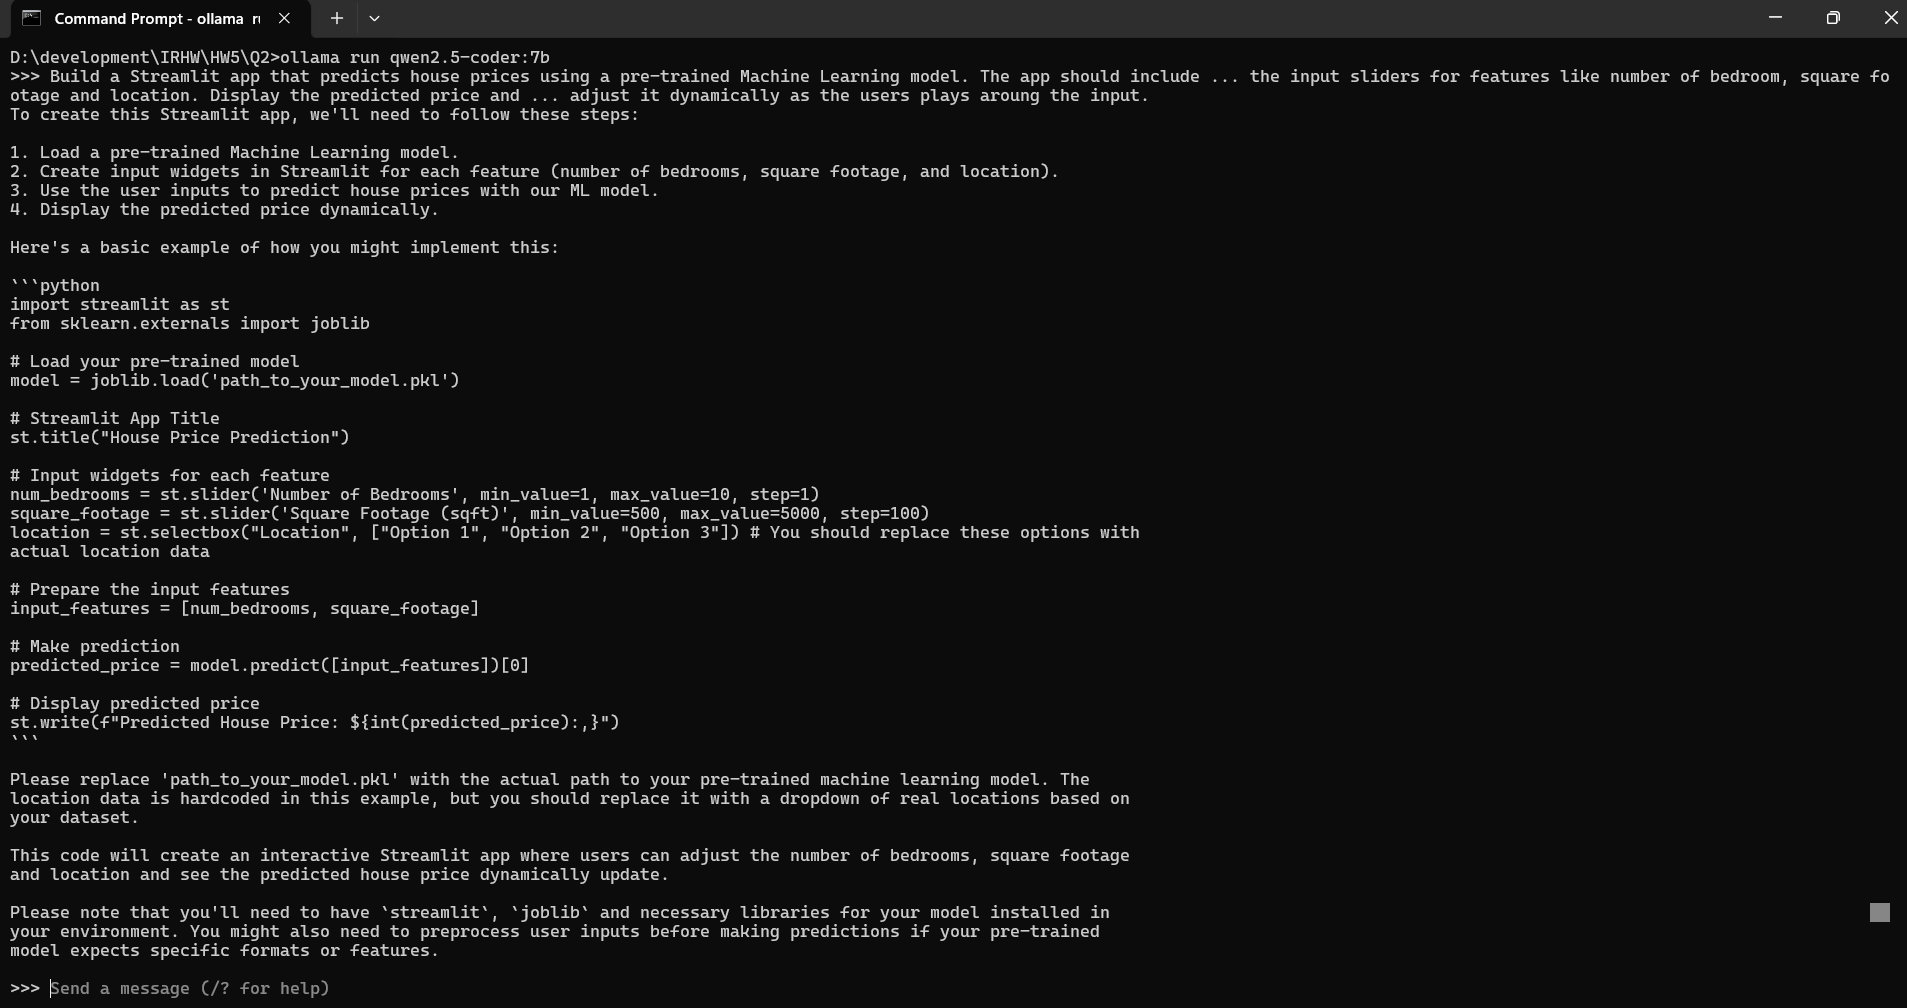 Command Prompt - ollama
D:\development\IRHW\HW5\Q2>ollama run qwen2.5-coder:7b
>>> Build a Streamlit app that predicts house prices using a pre-trained Machine Learning model. The app should include ... the input sliders for features like number of bedroom, square fo
otage and location. Display the predicted price and ... adjust it dynamically as the users plays aroung the input.
To create this Streamlit app, we'll need to follow these steps:
1. Load a pre-trained Machine Learning model.
2. Create input widgets in Streamlit for each feature (number of bedrooms, square footage, and location).
3. Use the user inputs to predict house prices with our ML model.
4. Display the predicted price dynamically.
Here's a basic example of how you might implement this:
```python
import streamlit as st
from sklearn.externals import joblib
# Load your pre-trained model
model = joblib.load('path_to_your_model.pkl')
# Streamlit App Title
st.title("House Price Prediction")
# Input widgets for each feature
num_bedrooms = st.slider('Number of Bedrooms', min_value=1, max_value=10, step=1)
square_footage = st.slider('Square Footage (sqft)', min_value=500, max_value=5000, step=100)
location = st.selectbox("Location", ["Option 1", "Option 2", "Option 3"]) # You should replace these options with
actual location data
# Prepare the input features
input_features = [num_bedrooms, square_footage]
# Make prediction
predicted_price = model.predict([input_features])[0]
# Display predicted price
st.write(f"Predicted House Price: ${int(predicted_price):,}")
```
Please replace 'path_to_your_model.pkl' with the actual path to your pre-trained machine learning model. The
location data is hardcoded in this example, but you should replace it with a dropdown of real locations based on
your dataset.
This code will create an interactive Streamlit app where users can adjust the number of bedrooms, square footage
and location and see the predicted house price dynamically update.
Please note that you'll need to have `streamlit`, `joblib` and necessary libraries for your model installed in
your environment. You might also need to preprocess user inputs before making predictions if your pre-trained
model expects specific formats or features.
>>> Send a message (/? for help)